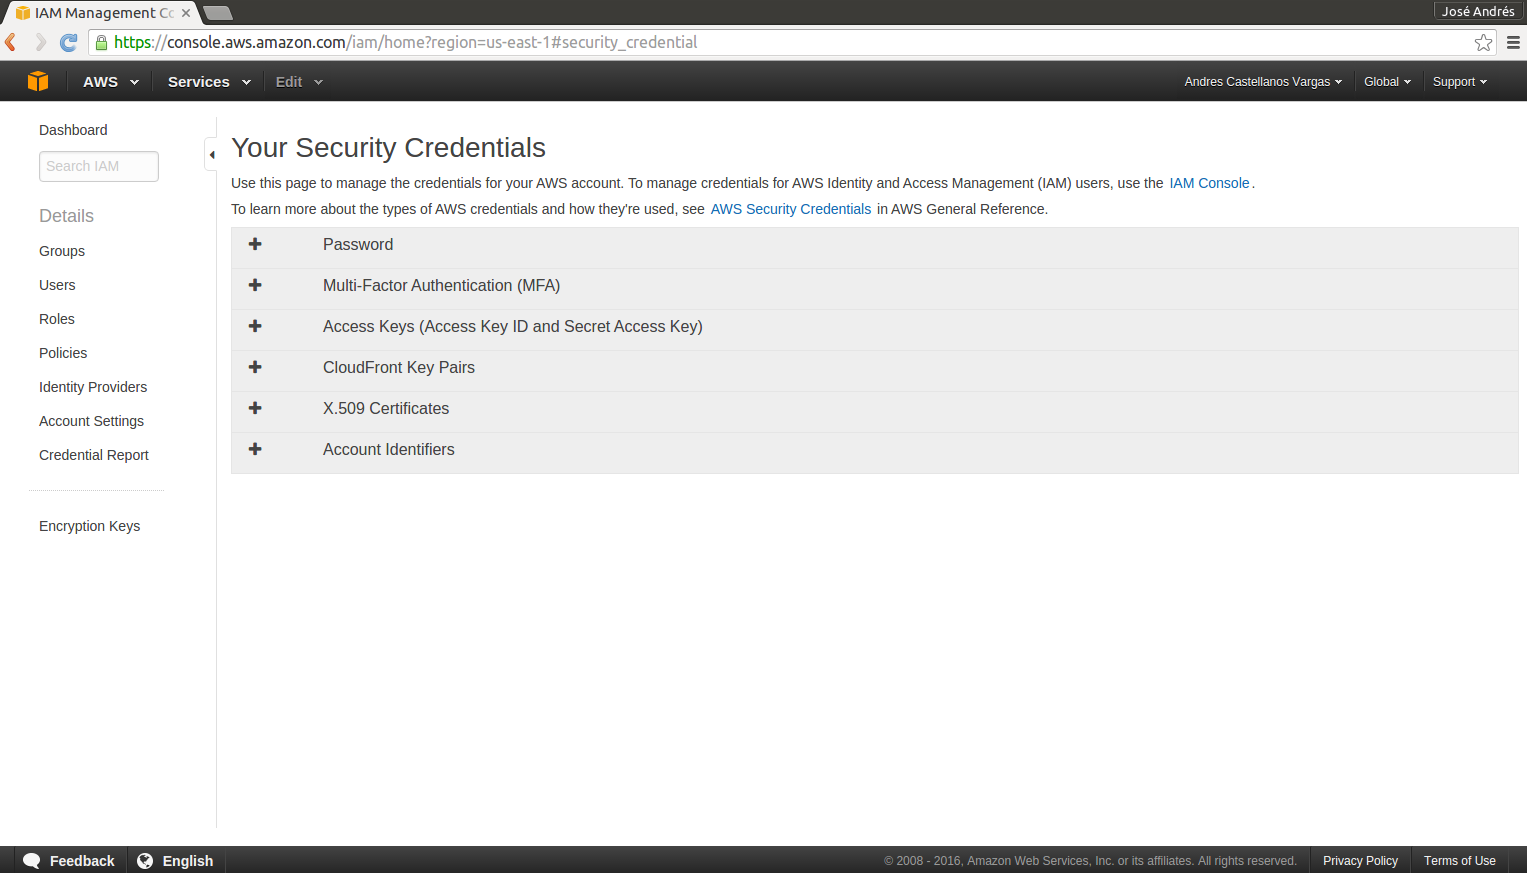 IAM Management Co
José Andrés
https://console.aws.amazon.com/iam/home?region=us-east-1#security_credential
AWS Services Edit Andres Castellanos Vargas Global Support
Dashboard
Search IAM
Details
Groups
Users
Roles
Policies
Identity Providers
Account Settings
Credential Report
Encryption Keys
Your Security Credentials
Use this page to manage the credentials for your AWS account. To manage credentials for AWS Identity and Access Management (IAM) users, use the IAM Console.
To learn more about the types of AWS credentials and how they're used, see AWS Security Credentials in AWS General Reference.
Password
Multi-Factor Authentication (MFA)
Access Keys (Access Key ID and Secret Access Key)
CloudFront Key Pairs
X.509 Certificates
Account Identifiers
Feedback English © 2008 - 2016, Amazon Web Services, Inc. or its affiliates. All rights reserved. Privacy Policy Terms of Use